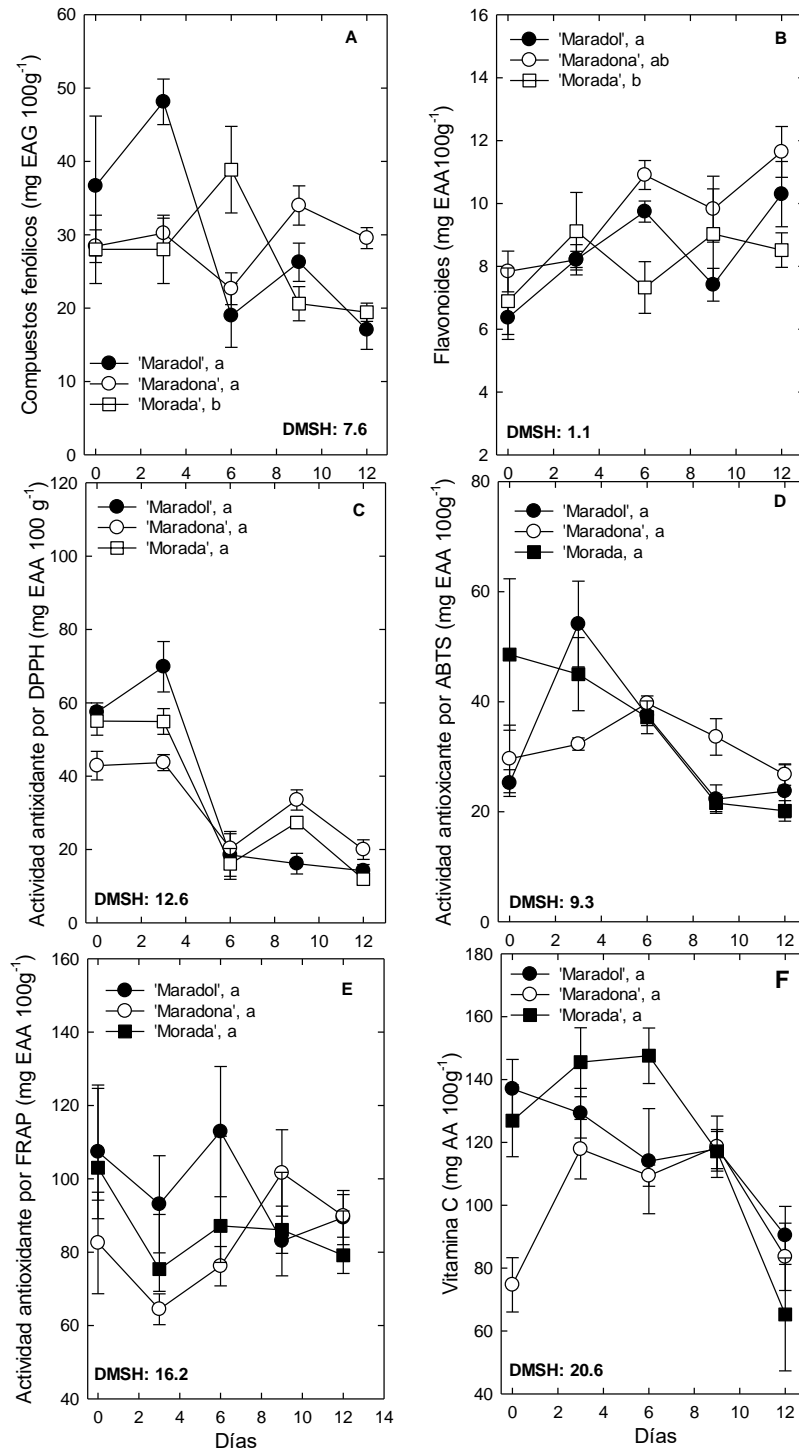 A
60
50
40
30
20
10
0
Compuestos fenólicos (mg EAG 100g-1)
'Maradol', a
'Maradona', a
'Morada', b
DMSH: 7.6
0 2 4 6 8 10 12
B
16
14
12
10
8
6
4
2
Flavonoides (mg EAA100g-1)
'Maradol', a
'Maradona', ab
'Morada', b
DMSH: 1.1
0 2 4 6 8 10 12
C
120
100
80
60
40
20
0
Actividad antixidante por DPPH (mg EAA 100 g-1)
'Maradol', a
'Maradona', a
'Morada', a
DMSH: 12.6
0 2 4 6 8 10 12
D
80
60
40
20
0
Actividad antioxicante por ABTS (mg EAA 100g-1)
'Maradol', a
'Maradona', a
'Morada, a
DMSH: 9.3
0 2 4 6 8 10 12
E
160
140
120
100
80
60
40
Actividad antioxidante por FRAP (mg EAA 100g-1)
'Maradol', a
'Maradona', a
'Morada', a
DMSH: 16.2
0 2 4 6 8 10 12 14
Días
F
180
160
140
120
100
80
60
40
Vitamina C (mg AA 100g-1)
'Maradol', a
'Maradona', a
'Morada', a
DMSH: 20.6
0 2 4 6 8 10 12
Días